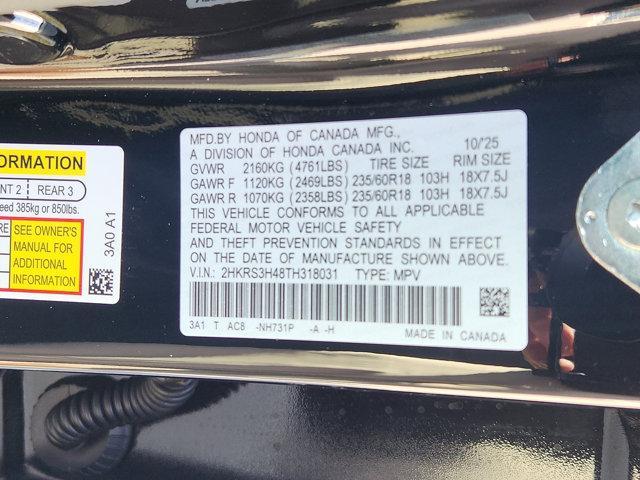 ORMATION
NT 2 REAR 3
eed 385kg or 850lbs.
RE
SEE OWNER'S
MANUAL FOR
ADDITIONAL
INFORMATION
3A0 A1
MFD.BY HONDA OF CANADA MFG.,
A DIVISION OF HONDA CANADA INC. 10/'25
GVWR 2160KG (4761LBS) TIRE SIZE RIM SIZE
GAWR F 1120KG (2469LBS) 235/60R18 103H 18X7.5J
GAWR R 1070KG (2358LBS) 235/60R18 103H 18X7.5J
THIS VEHICLE CONFORMS TO ALL APPLICABLE
FEDERAL MOTOR VEHICLE SAFETY
AND THEFT PREVENTION STANDARDS IN EFFECT
ON THE DATE OF MANUFACTURE SHOWN ABOVE.
V.I.N.: 2HKRS3H48TH318031 TYPE: MPV
3A1 T AC8 -NH731P -A -H MADE IN CANADA